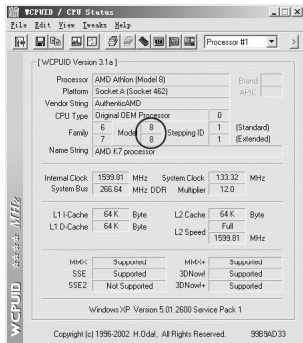 WCPUID / CPU Status
File Edit View Tweaks Help
Processor #1
[ WCPUID Version 3.1a ]
Processor AMD Athlon (Model 8) Brand
Platform Socket A (Socket 462) APIC
Vendor String AuthenticAMD
CPU Type Original OEM Processor 0
Family 6 Model 8 Stepping ID 1 (Standard)
7 8 1 (Extended)
Name String AMD K7 processor
Internal Clock 1599.81 MHz System Clock 133.32 MHz
System Bus 266.64 MHz DDR Multiplier 12.0
L1 I-Cache 64 K Byte L2 Cache 64 K Byte
L1 D-Cache 64 K Byte L2 Speed Full
1599.81 MHz
MMX Supported MMX+ Supported
SSE Supported 3DNow! Supported
SSE2 Not Supported 3DNow!+ Supported
WindowsXP Version 5.01.2600 Service Pack 1
Copyright (c) 1996-2002 H.Oda!, All Rights Reserved. 99B9AD33
WCPUID
MHz